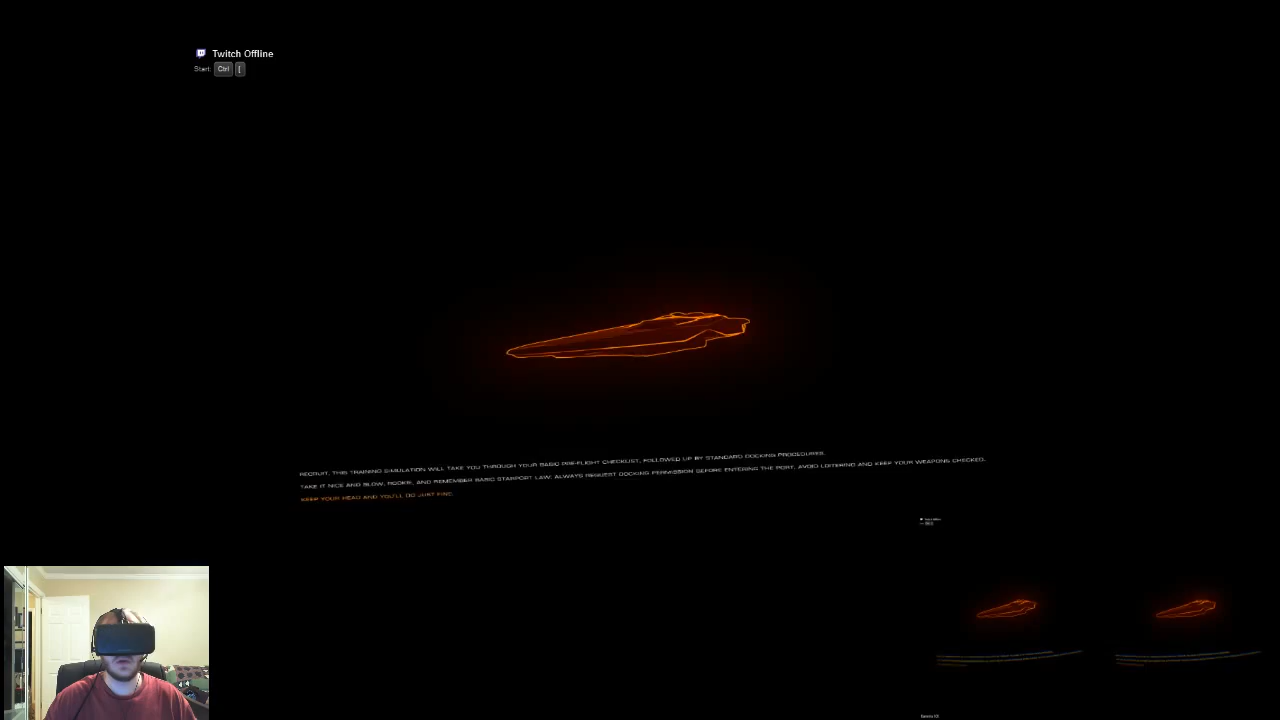 Twitch Offline
Start: Ctrl [
RECRUIT, THIS TRAINING SIMULATION WILL TAKE YOU THROUGH YOUR BASIC PRE-FLIGHT CHECKLIST, FOLLOWED UP BY STANDARD DOCKING PROCEDURES.
TAKE IT NICE AND SLOW, ROOKIE, AND REMEMBER BASIC STARPORT LAW: ALWAYS REQUEST DOCKING PERMISSION BEFORE ENTERING THE PORT, AVOID LOITERING AND KEEP YOUR WEAPONS CHECKED.
KEEP YOUR HEAD AND YOU'LL DO JUST FINE.